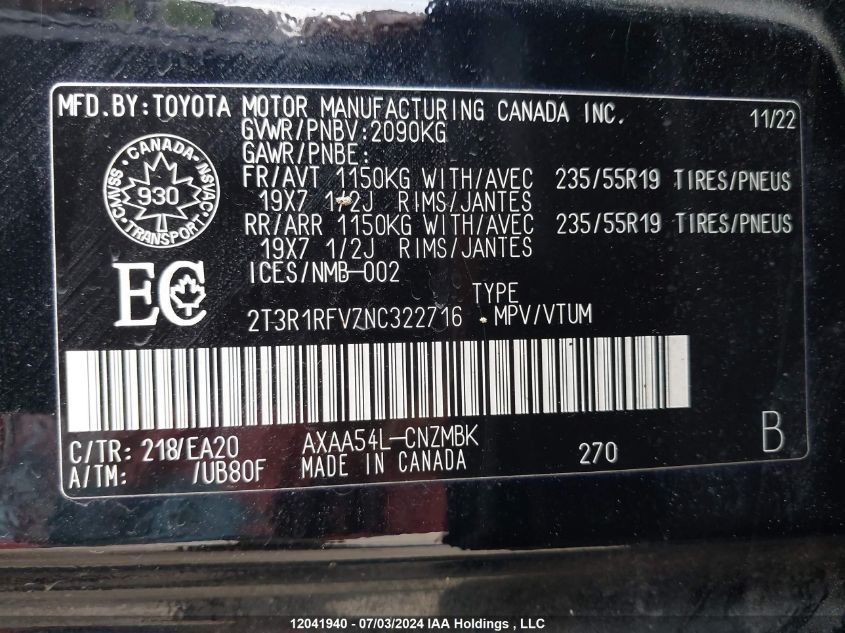 MFD.BY:TOYOTA MOTOR MANUFACTURING CANADA INC. 11/22
GVWR/PNBV:2090KG
GAWR/PNBE:
FR/AVT 1150KG WITH/AVEC 235/55R19 TIRES/PNEUS
19X7 1/2J RIMS/JANTES
RR/ARR 1150KG WITH/AVEC 235/55R19 TIRES/PNEUS
19X7 1/2J RIMS/JANTES
ICES/NMB-002
CANADA
CMVSS NSVAC
930
TRANSPORT
EC
TYPE
2T3R1RFV7NC322716 MPV/VTUM
C/TR: 218/EA20 AXAA54L-CNZMBK B
A/TM: /UB80F MADE IN CANADA 270
12041940 - 07/03/2024 IAA Holdings , LLC